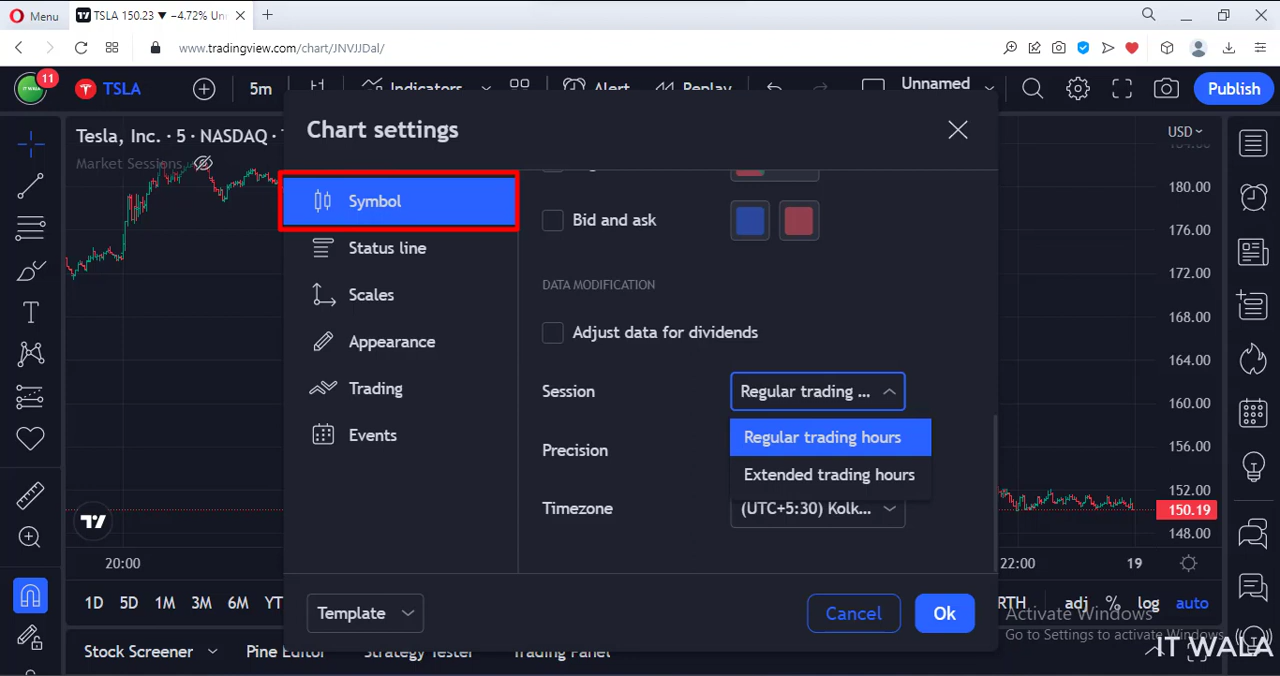 Menu
TSLA 150.23 ▼ −4.72% Unn
www.tradingview.com/chart/JNVJJDal/
11
IT WALA
TSLA
5m
Indicators
Alert
Replay
Unnamed
Publish
Tesla, Inc. · 5 · NASDAQ ·
Market Sessions
USD
Chart settings
Symbol
Status line
Scales
Appearance
Trading
Events
Bid and ask
DATA MODIFICATION
Adjust data for dividends
Session
Regular trading ...
Regular trading hours
Extended trading hours
Precision
Timezone
(UTC+5:30) Kolk...
Template
Cancel
Ok
184.00
180.00
176.00
172.00
168.00
164.00
160.00
156.00
152.00
150.19
148.00
20:00
22:00
19
1D 5D 1M 3M 6M YT
RTH
adj % log auto
Stock Screener
Pine Editor
Strategy Tester
Trading Panel
Activate Windows
Go to Settings to activate Windows.
IT WALA